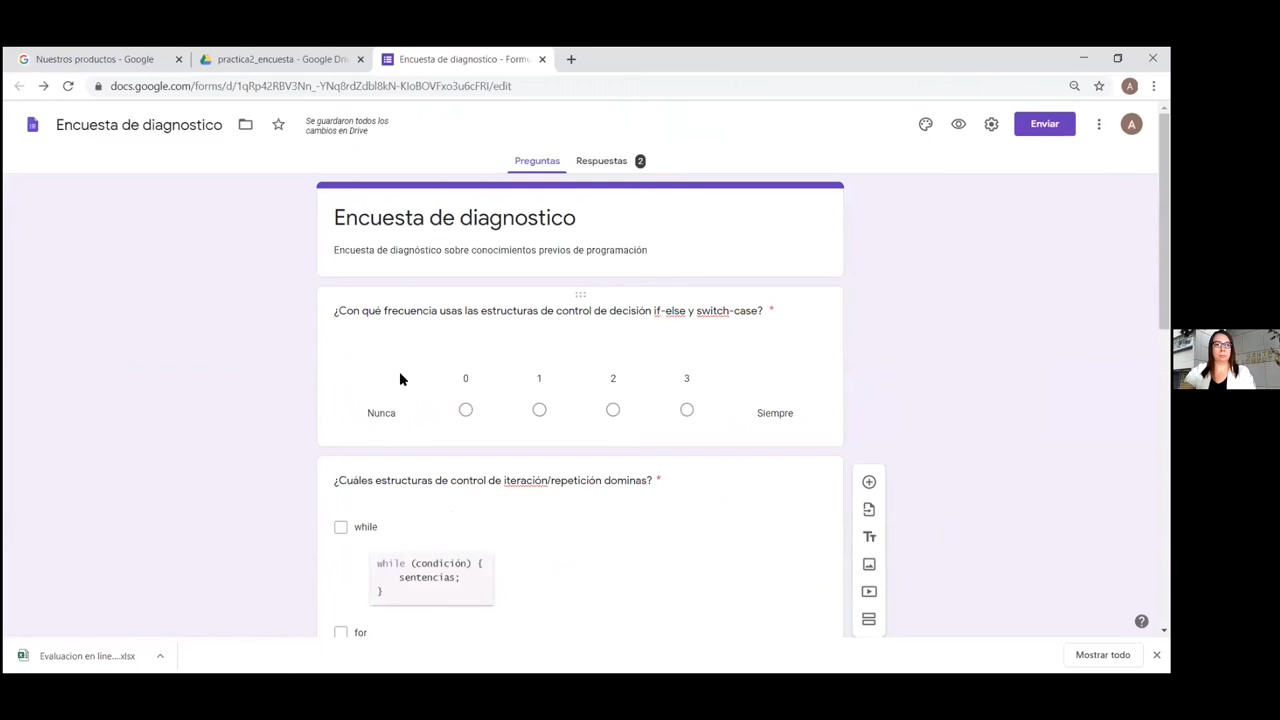 Nuestros productos - Google
practica2_encuesta - Google Dri
Encuesta de diagnostico - Formu
docs.google.com/forms/d/1qRp42RBV3Nn_-YNq8rdZdbl8kN-KIoBOVFxo3u6cFRI/edit
A
Encuesta de diagnostico
Se guardaron todos los
cambios en Drive
Enviar
A
Preguntas
Respuestas 2
Encuesta de diagnostico
Encuesta de diagnóstico sobre conocimientos previos de programación
¿Con qué frecuencia usas las estructuras de control de decisión if-else y switch-case? *
0 1 2 3
Nunca Siempre
¿Cuáles estructuras de control de iteración/repetición dominas? *
while
while (condición) {
sentencias;
}
for
Tт
Evaluacion en line....xlsx
Mostrar todo